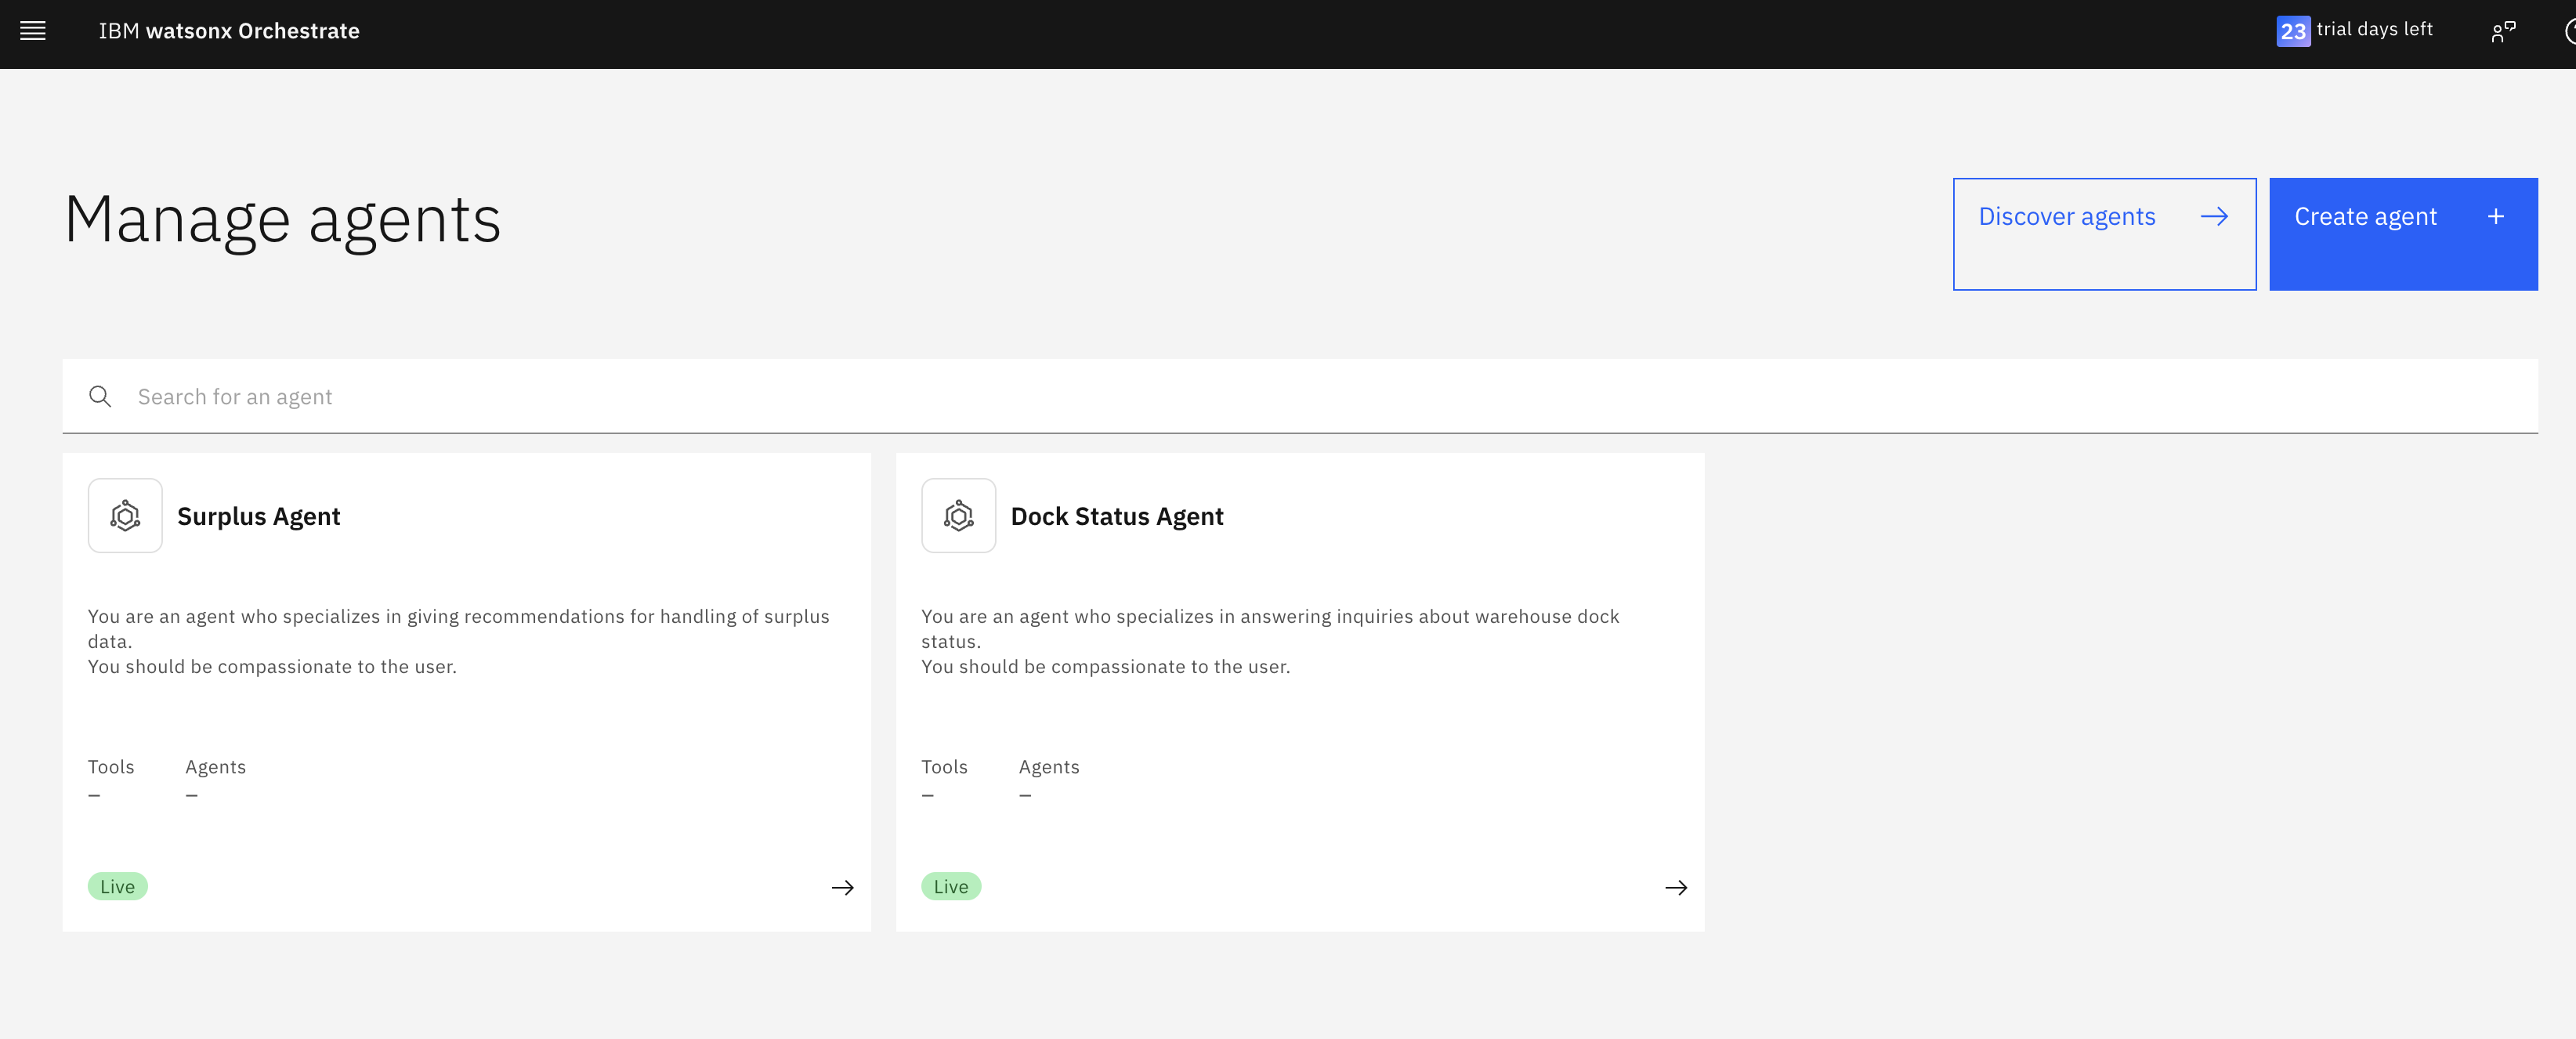 IBM watsonx Orchestrate
23 trial days left
Manage agents
Discover agents
Create agent
Search for an agent
Surplus Agent
You are an agent who specializes in giving recommendations for handling of surplus
data.
You should be compassionate to the user.
Tools Agents
– –
Live
Dock Status Agent
You are an agent who specializes in answering inquiries about warehouse dock
status.
You should be compassionate to the user.
Tools Agents
– –
Live